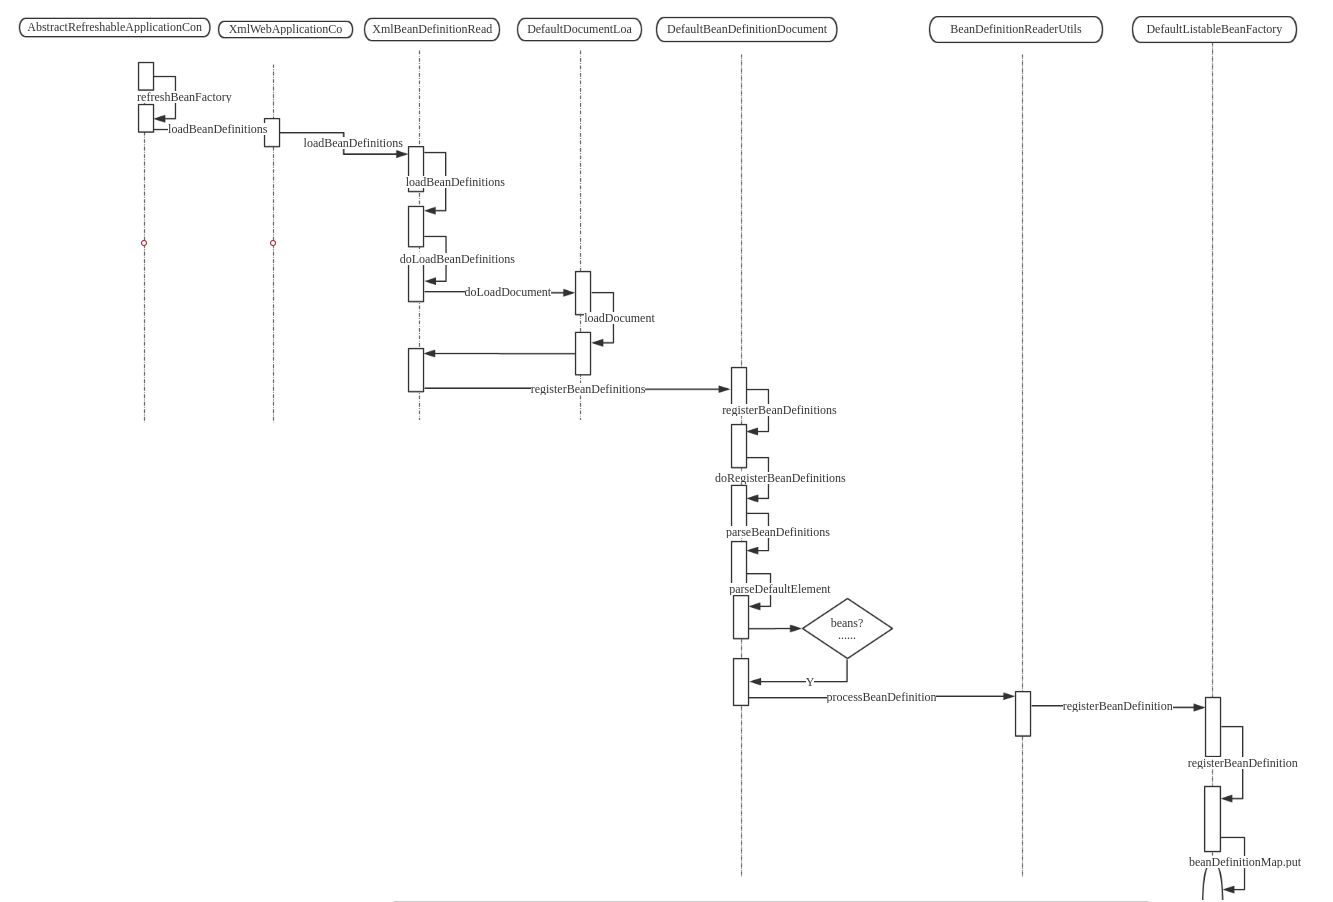 AbstractRefreshableApplicationCon
XmlWebApplicationCo
XmlBeanDefinitionRead
DefaultDocumentLoa
DefaultBeanDefinitionDocument
BeanDefinitionReaderUtils
DefaultListableBeanFactory
refreshBeanFactory
loadBeanDefinitions
loadBeanDefinitions
loadBeanDefinitions
doLoadBeanDefinitions
doLoadDocument
loadDocument
registerBeanDefinitions
registerBeanDefinitions
doRegisterBeanDefinitions
parseBeanDefinitions
parseDefaultElement
beans?
......
Y
processBeanDefinition
registerBeanDefinition
registerBeanDefinition
beanDefinitionMap.put